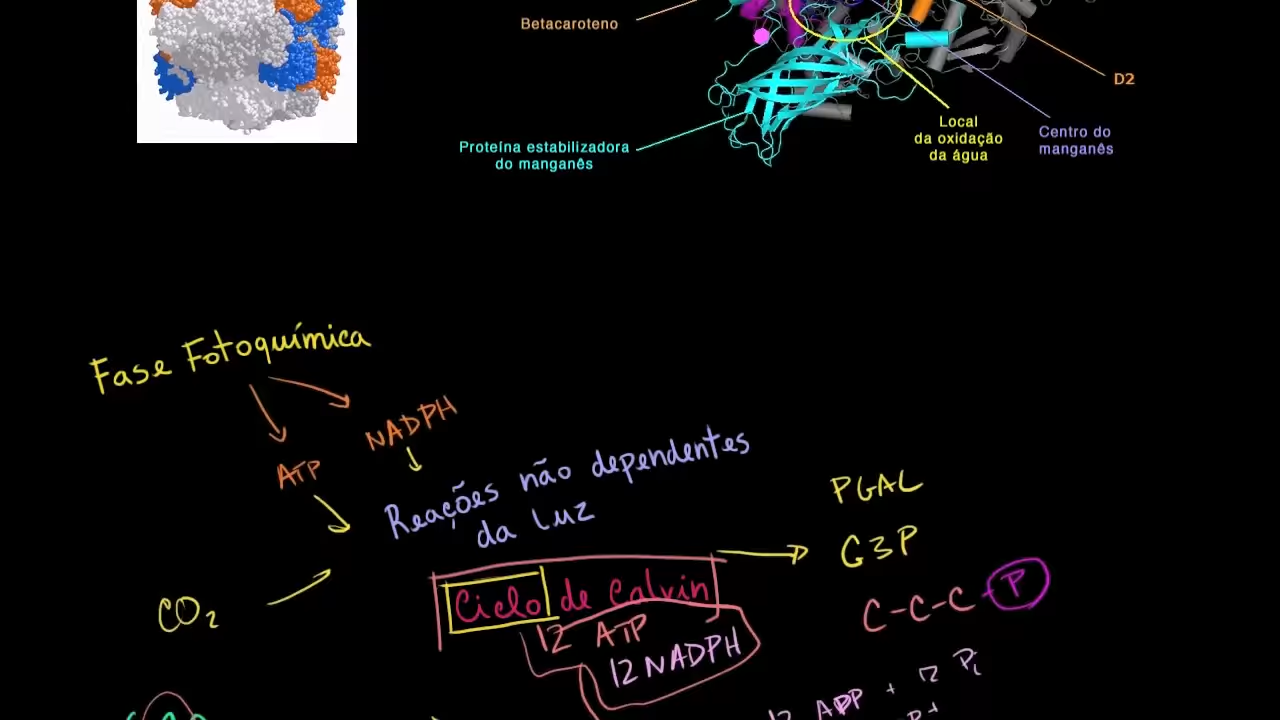 Betacaroteno
D2
Local
da oxidação
da água
Centro do
manganês
Proteína estabilizadora
do manganês
Fase Fotoquímica
NADPH
ATP
Reações não dependentes
da luz
PGAL
G3P
CO2
Ciclo de Calvin
C-C-C-P
12 ATP
12 NADPH
12 ADP + 12 Pi